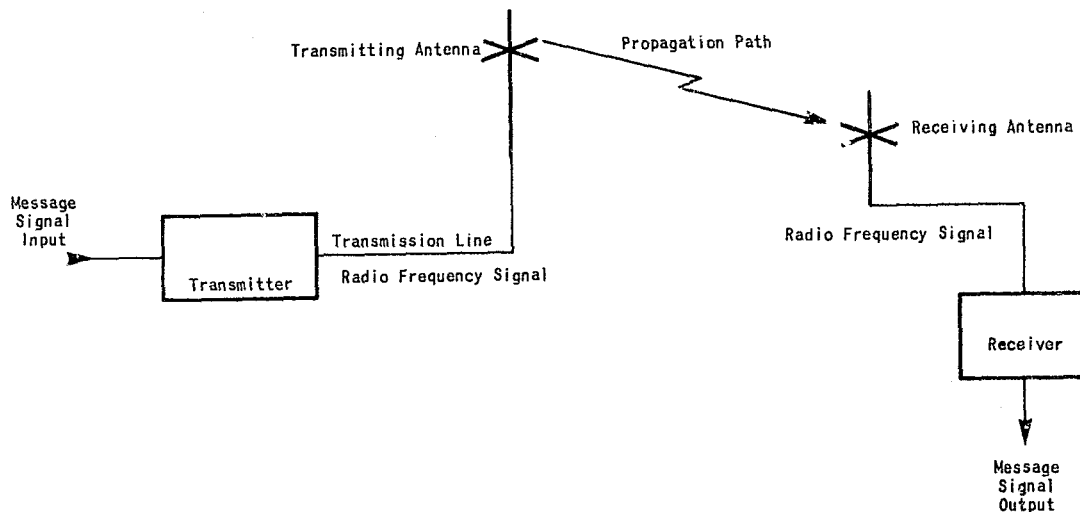 Transmitting Antenna
Propagation Path
Receiving Antenna
Message
Signal
Input
Transmitter
Transmission Line
Radio Frequency Signal
Radio Frequency Signal
Receiver
Message
Signal
Output